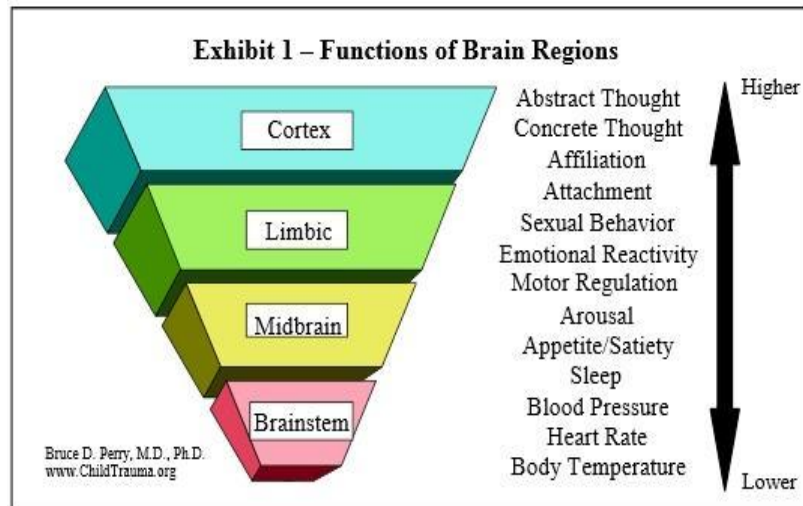 Exhibit 1 – Functions of Brain Regions
Cortex
Limbic
Midbrain
Brainstem
Abstract Thought
Concrete Thought
Affiliation
Attachment
Sexual Behavior
Emotional Reactivity
Motor Regulation
Arousal
Appetite/Satiety
Sleep
Blood Pressure
Heart Rate
Body Temperature
Higher
Lower
Bruce D. Perry, M.D., Ph.D.
www.ChildTrauma.org